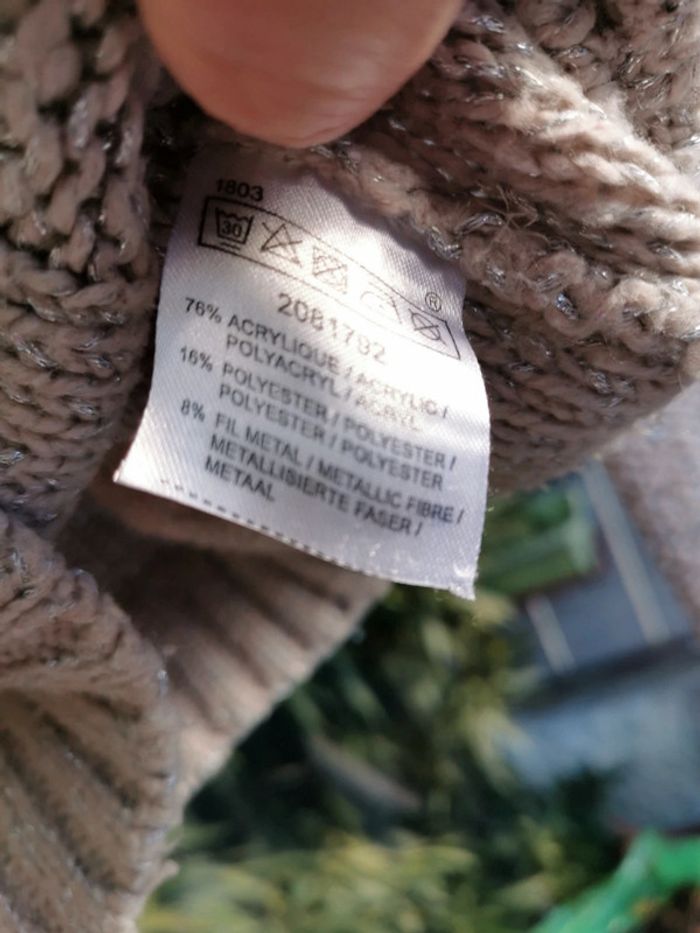 1803
30
®
2081792
76% ACRYLIQUE / ACRYLIC /
POLYACRYL / ACRYL
16% POLYESTER / POLYESTER /
POLYESTER / POLYESTER
8% FIL METAL / METALLIC FIBRE /
METALLISIERTE FASER /
METAAL